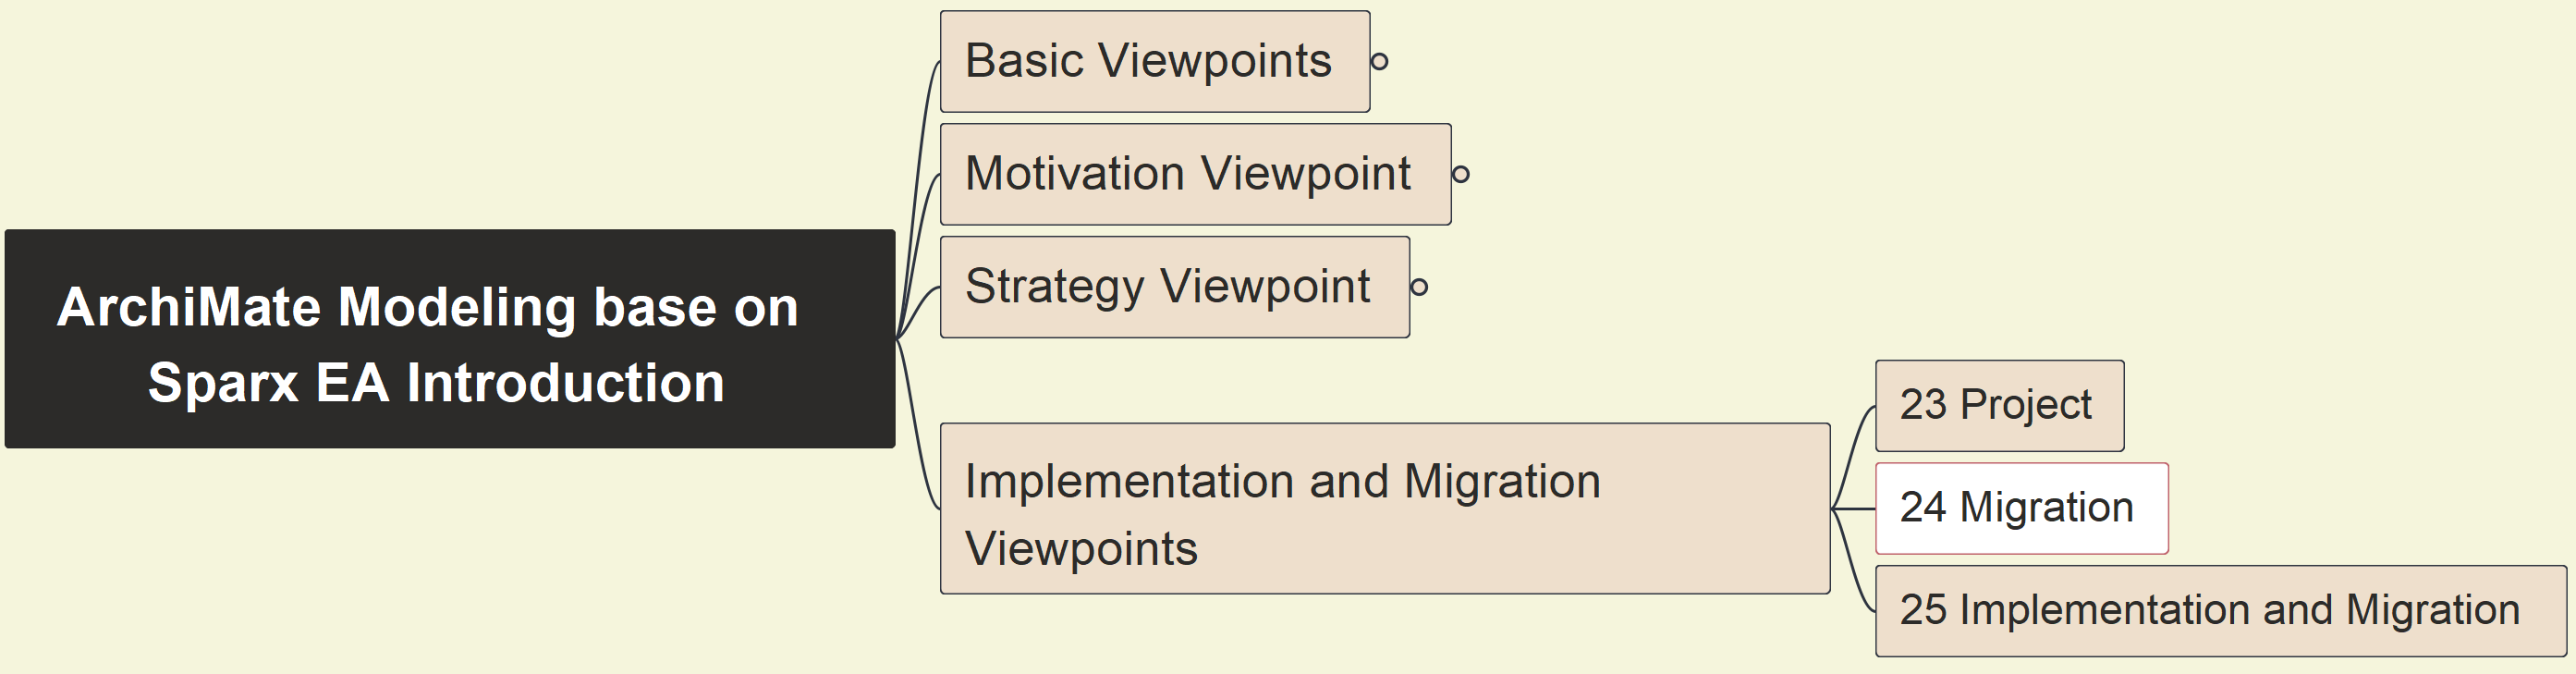 Basic Viewpoints
Motivation Viewpoint
Strategy Viewpoint
ArchiMate Modeling base on
Sparx EA Introduction
Implementation and Migration
Viewpoints
23 Project
24 Migration
25 Implementation and Migration